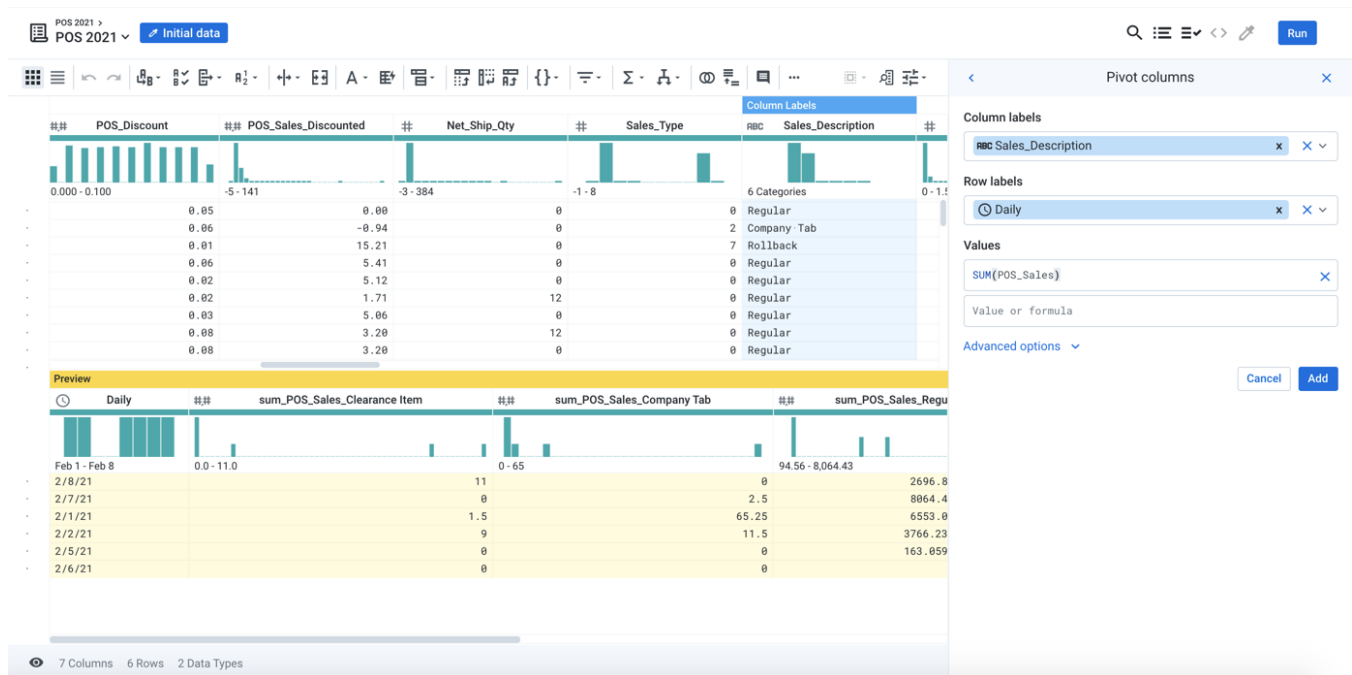 POS 2021 >
POS 2021
Initial data
Run
Pivot columns
Column labels
ABC Sales_Description x
Row labels
Daily x
Values
SUM(POS_Sales)
Value or formula
Advanced options
Cancel Add
Column Labels
#.# POS_Discount #.# POS_Sales_Discounted # Net_Ship_Qty # Sales_Type ABC Sales_Description #
0.000 - 0.100 -5 - 141 -3 - 384 -1 - 8 6 Categories 0 - 1.5
0.05 0.00 0 0 Regular
0.06 -0.94 0 2 Company·Tab
0.01 15.21 0 7 Rollback
0.06 5.41 0 0 Regular
0.02 5.12 0 0 Regular
0.02 1.71 12 0 Regular
0.03 5.06 0 0 Regular
0.08 3.20 12 0 Regular
0.08 3.20 0 Regular
Preview
Daily #.# sum_POS_Sales_Clearance Item #.# sum_POS_Sales_Company Tab #.# sum_POS_Sales_Regu
Feb 1 - Feb 8 0.0 - 11.0 0 - 65 94.56 - 8,064.43
2/8/21 11 0 2696.8
2/7/21 0 2.5 8064.4
2/1/21 1.5 65.25 6553.0
2/2/21 9 11.5 3766.23
2/5/21 0 0 163.059
2/6/21 0 0
7 Columns 6 Rows 2 Data Types